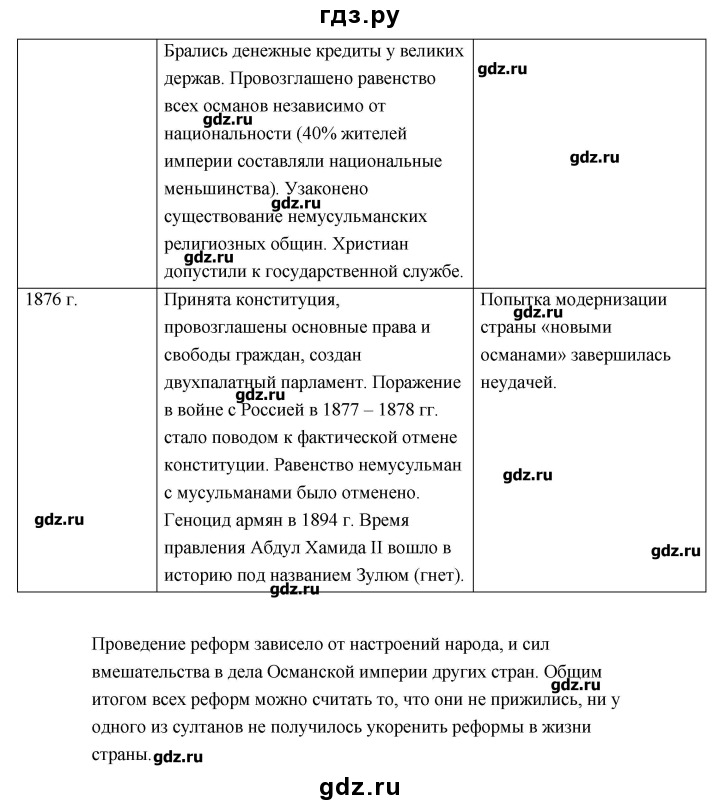 гдз.ру
Брались денежные кредиты у великих
держав. Провозглашено равенство
всех османов независимо от
национальности (40% жителей
империи составляли национальные
меньшинства). Узаконено
существование немусульманских
религиозных общин. Христиан
допустили к государственной службе.
gdz.ru
gdz.ru
gdz.ru
gdz.ru
gdz.ru
1876 г.
Принята конституция,
провозглашены основные права и
свободы граждан, создан
двухпалатный парламент. Поражение
в войне с Россией в 1877 – 1878 гг.
стало поводом к фактической отмене
конституции. Равенство немусульман
с мусульманами было отменено.
Геноцид армян в 1894 г. Время
правления Абдул Хамида II вошло в
историю под названием Зулюм (гнет).
Попытка модернизации
страны «новыми
османами» завершилась
неудачей.
gdz.ru
gdz.ru
gdz.ru
gdz.ru
gdz.ru
gdz.ru
Проведение реформ зависело от настроений народа, и сил
вмешательства в дела Османской империи других стран. Общим
итогом всех реформ можно считать то, что они не прижились, ни у
одного из султанов не получилось укоренить реформы в жизни
страны.
gdz.ru
gdz.ru
gdz.ru